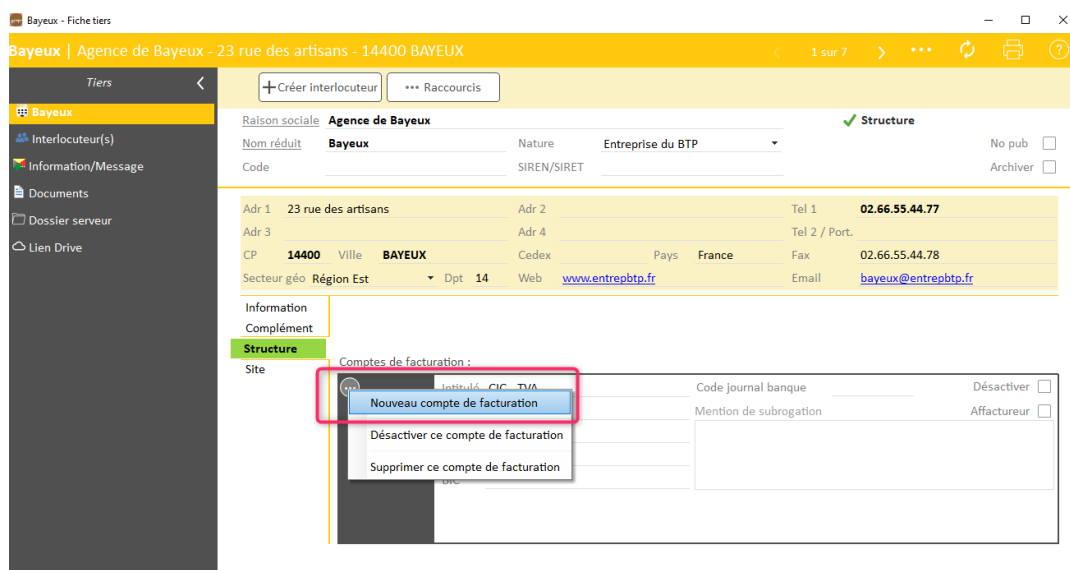 Bayeux - Fiche tiers
Bayeux | Agence de Bayeux - 23 rue des artisans - 14400 BAYEUX 1 sur 7
Tiers
Bayeux
Interlocuteur(s)
Information/Message
Documents
Dossier serveur
Lien Drive
Créer interlocuteur ••• Raccourcis
Raison sociale Agence de Bayeux Structure
Nom réduit Bayeux Nature Entreprise du BTP No pub
Code SIREN/SIRET Archiver
Adr 1 23 rue des artisans Adr 2 Tel 1 02.66.55.44.77
Adr 3 Adr 4 Tel 2 / Port.
CP 14400 Ville BAYEUX Cedex Pays France Fax 02.66.55.44.78
Secteur géo Région Est Dpt 14 Web www.entrepbtp.fr Email bayeux@entrepbtp.fr
Information
Complément
Structure
Site
Comptes de facturation :
Intitulé CIC TVA Code journal banque Désactiver
Nouveau compte de facturation Mention de subrogation Affactureur
Désactiver ce compte de facturation
Supprimer ce compte de facturation
BIC